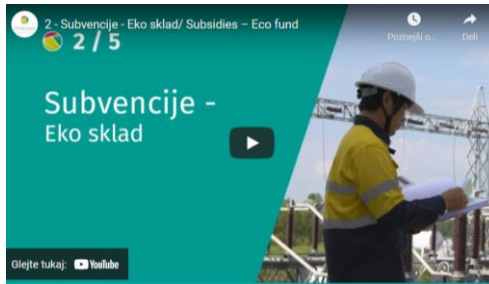 2 - Subvencije - Eko sklad/ Subsidies – Eco fund
Poznejši o...
Deli
2 / 5
Subvencije -
Eko sklad
Glejte tukaj: YouTube